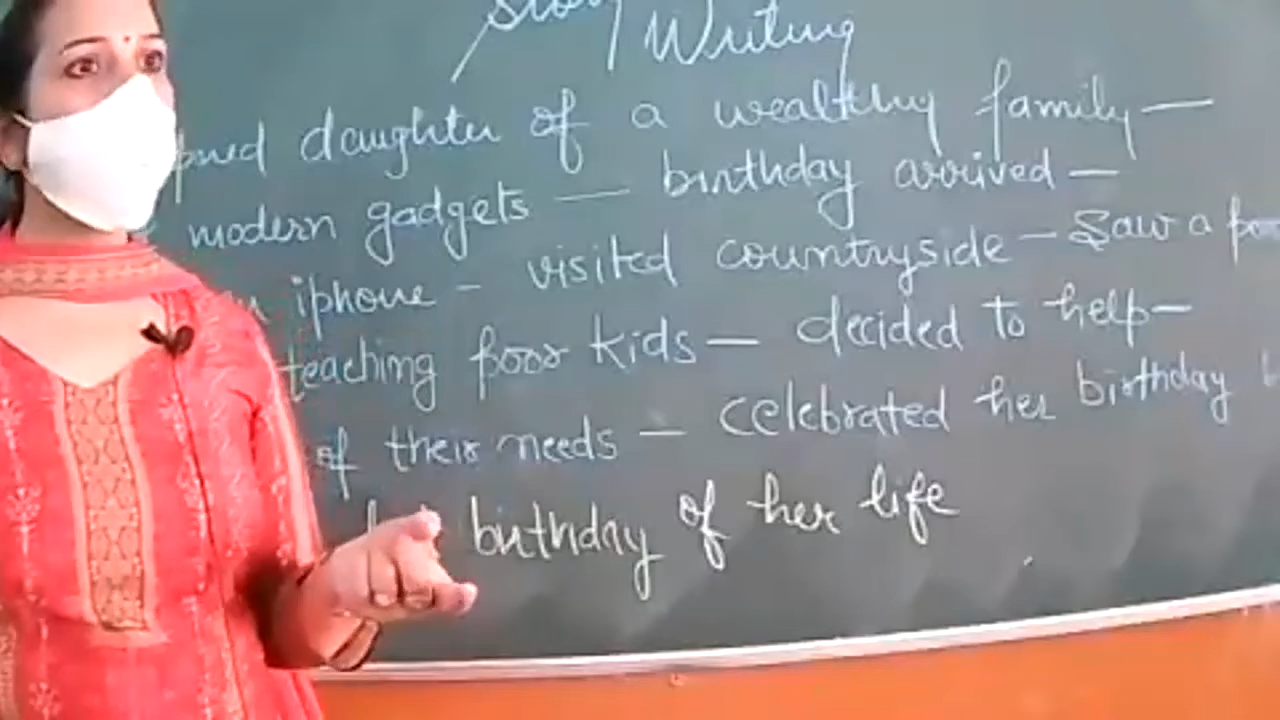 Story Writing
daughter of a wealthy family —
modern gadgets — birthday arrived —
iphone - visited countryside - Saw a
teaching poor kids — decided to help-
of their needs — celebrated her birthday
birthday of her life